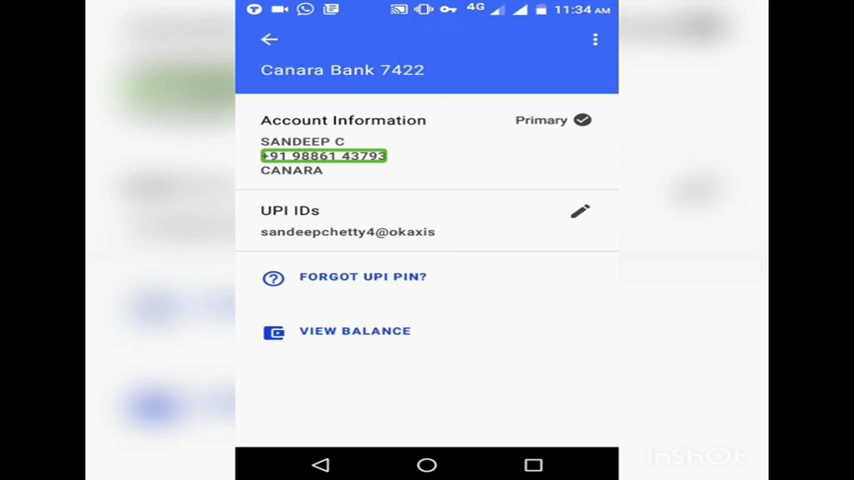 4G 11:34 AM
Canara Bank 7422
Account Information
Primary
SANDEEP C
+91 98861 43793
CANARA
UPI IDs
sandeepchetty4@okaxis
FORGOT UPI PIN?
VIEW BALANCE
InShOt